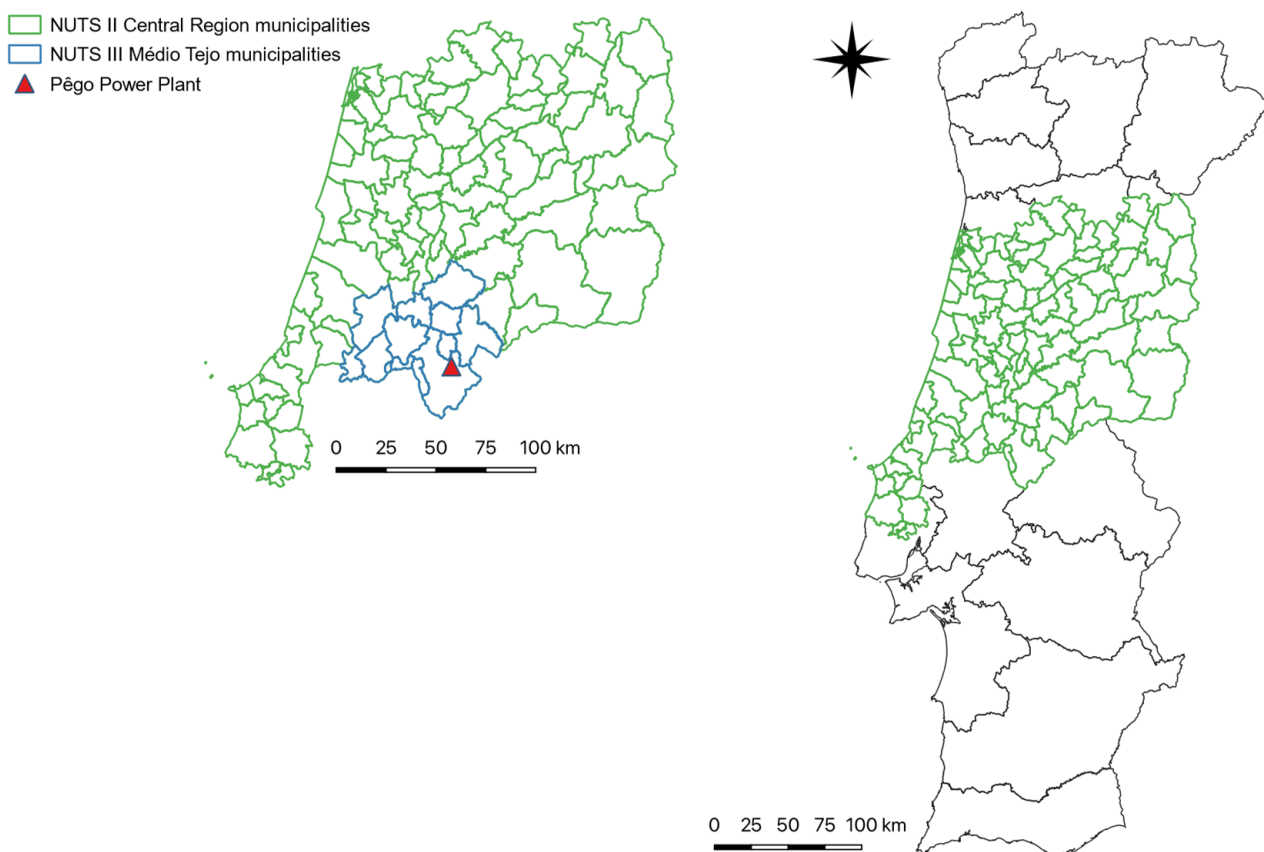 NUTS II Central Region municipalities
NUTS III Médio Tejo municipalities
Pêgo Power Plant
0 25 50 75 100 km
0 25 50 75 100 km